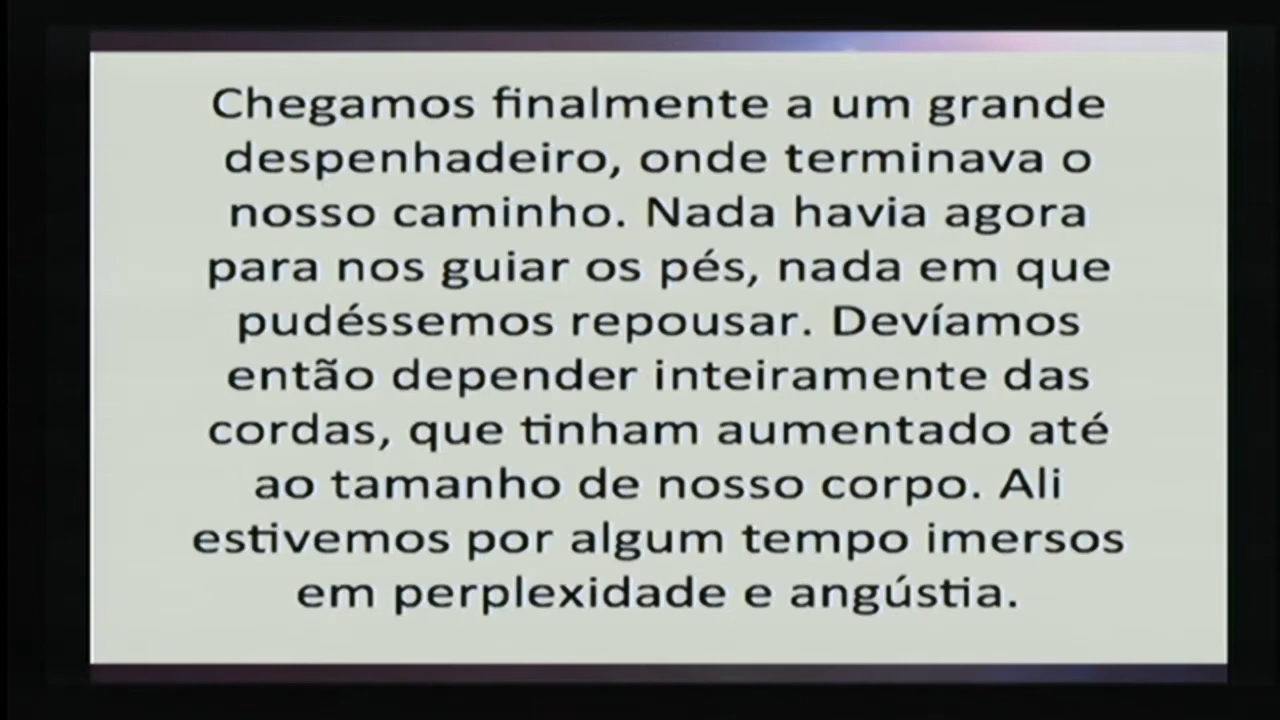 Chegamos finalmente a um grande
despenhadeiro, onde terminava o
nosso caminho. Nada havia agora
para nos guiar os pés, nada em que
pudéssemos repousar. Devíamos
então depender inteiramente das
cordas, que tinham aumentado até
ao tamanho de nosso corpo. Ali
estivemos por algum tempo imersos
em perplexidade e angústia.